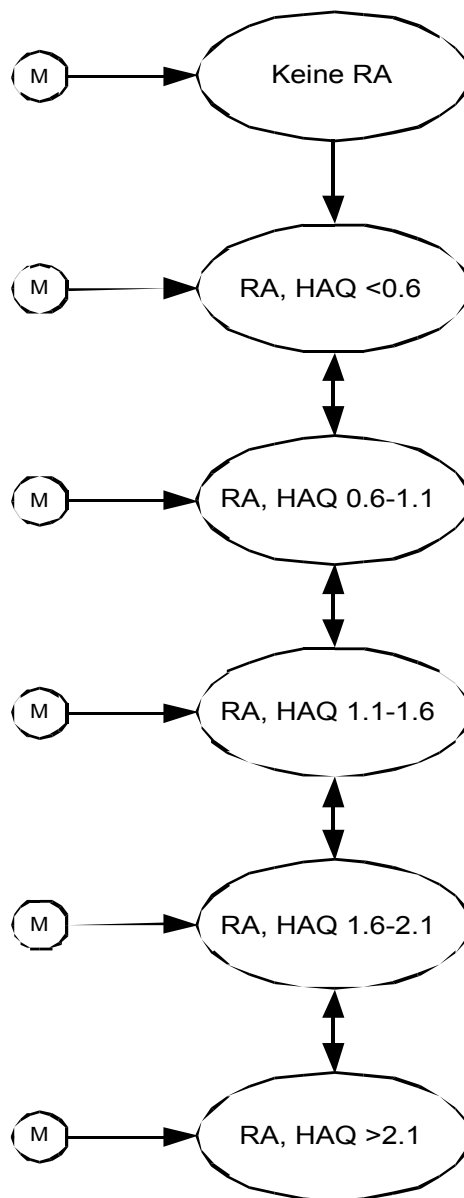 M
Keine RA
M
RA, HAQ <0.6
M
RA, HAQ 0.6-1.1
M
RA, HAQ 1.1-1.6
M
RA, HAQ 1.6-2.1
M
RA, HAQ >2.1